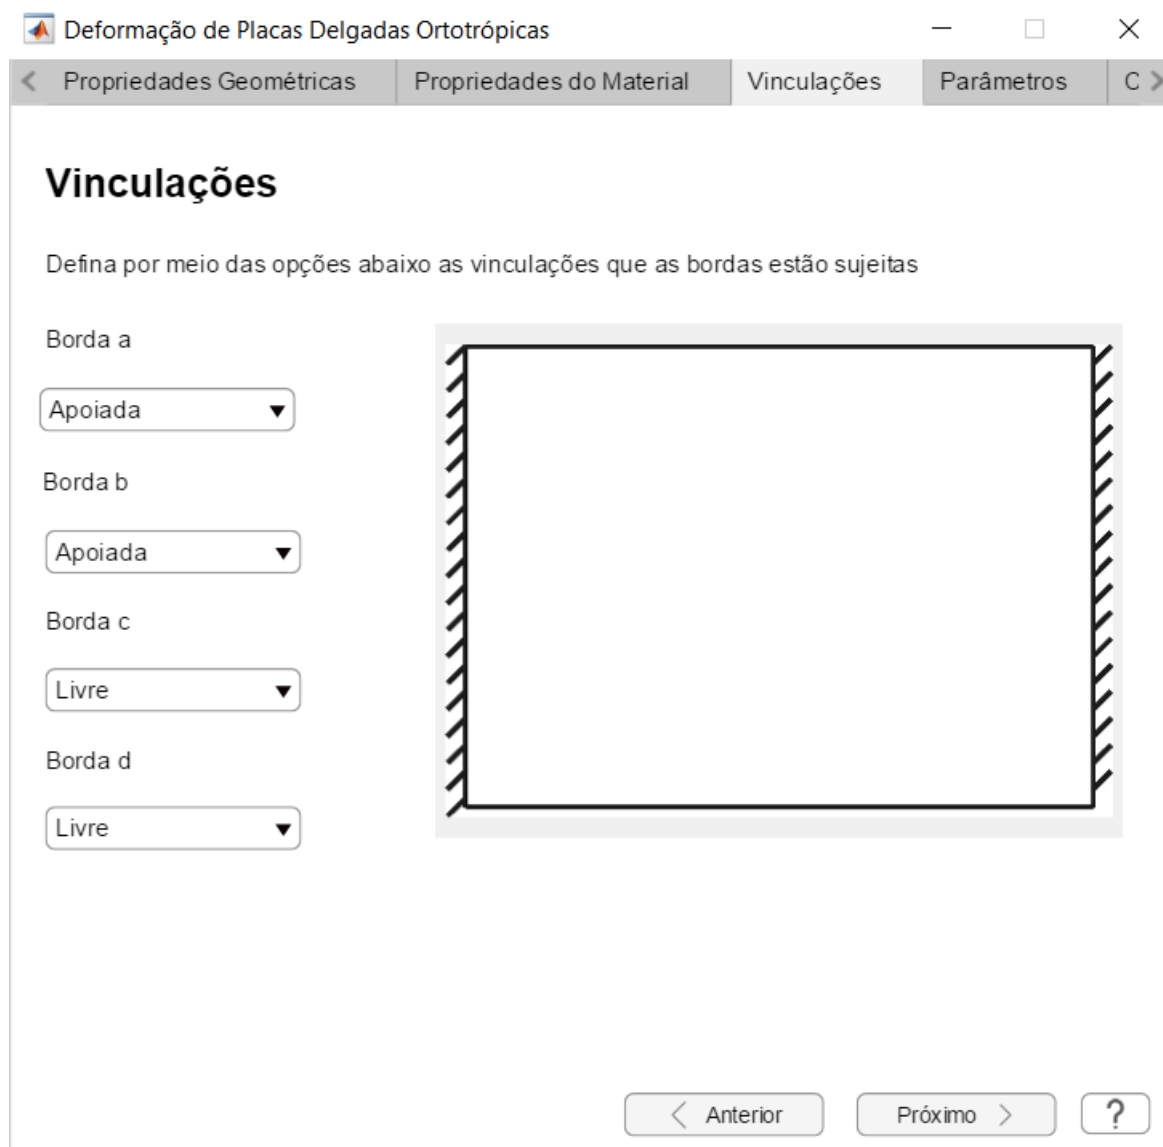 Deformação de Placas Delgadas Ortotrópicas
Propriedades Geométricas Propriedades do Material Vinculações Parâmetros C
Vinculações
Defina por meio das opções abaixo as vinculações que as bordas estão sujeitas
Borda a
Apoiada
Borda b
Apoiada
Borda c
Livre
Borda d
Livre
Anterior Próximo ?